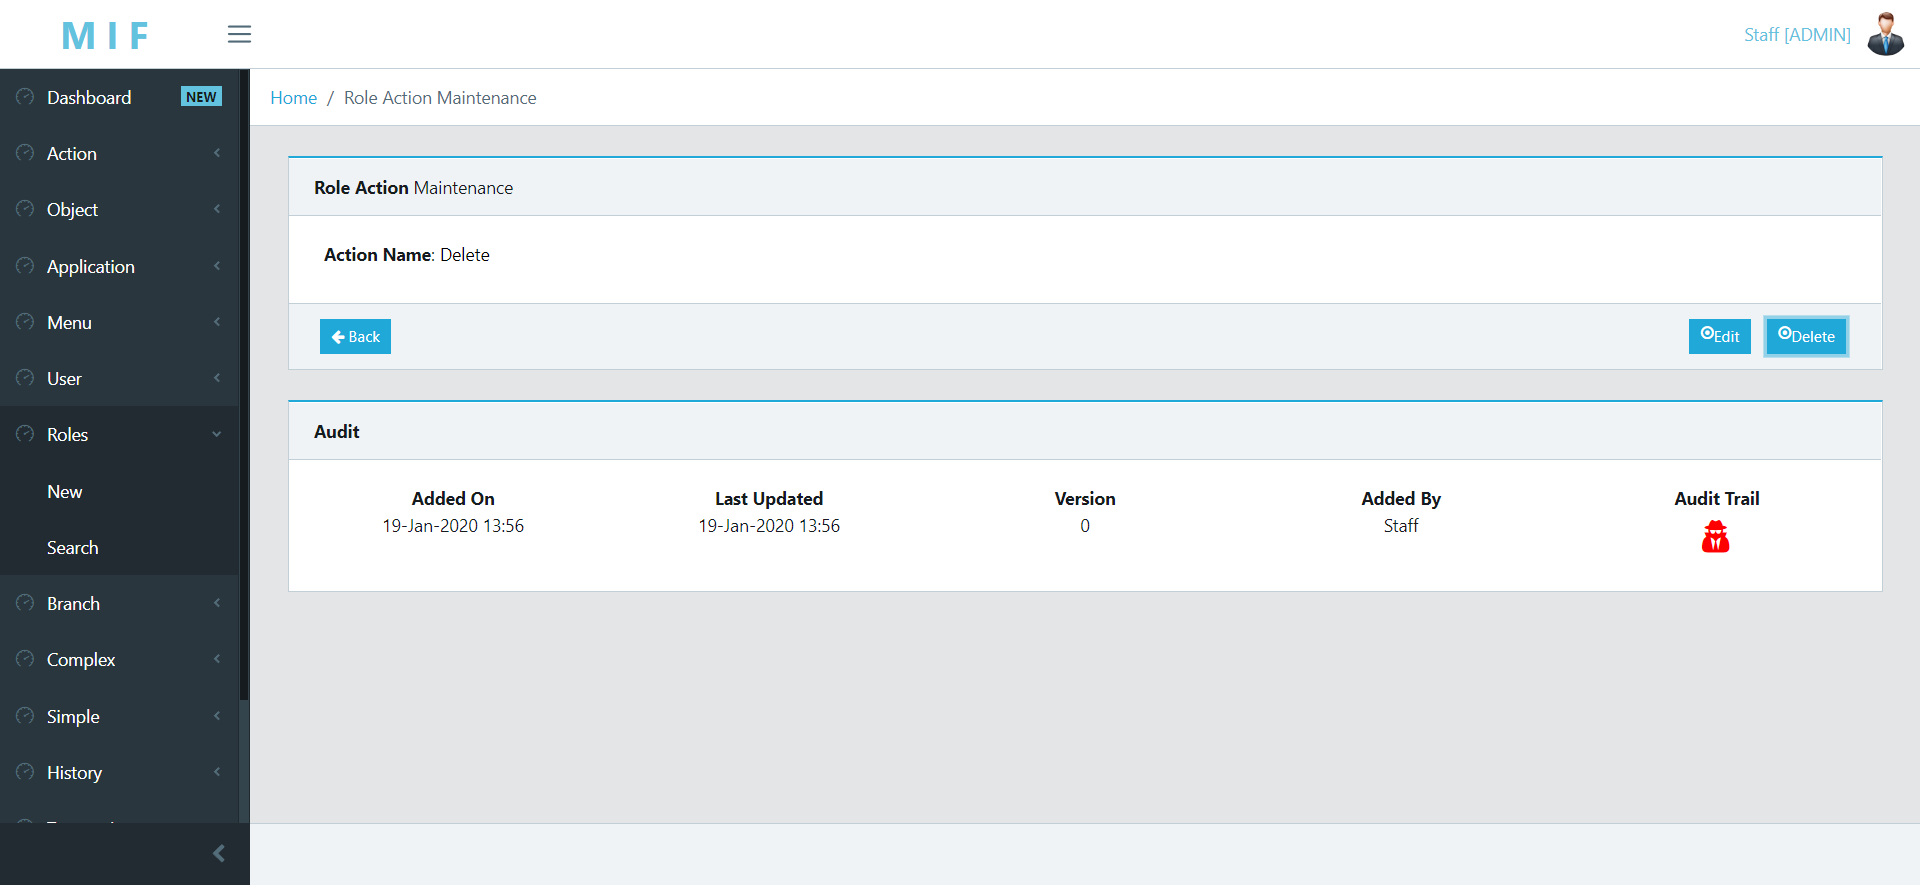 M I F
Staff [ADMIN]
Dashboard NEW
Action
Object
Application
Menu
User
Roles
New
Search
Branch
Complex
Simple
History
Home / Role Action Maintenance
Role Action Maintenance
Action Name: Delete
Back
Edit
Delete
Audit
Added On Last Updated Version Added By Audit Trail
19-Jan-2020 13:56 19-Jan-2020 13:56 0 Staff